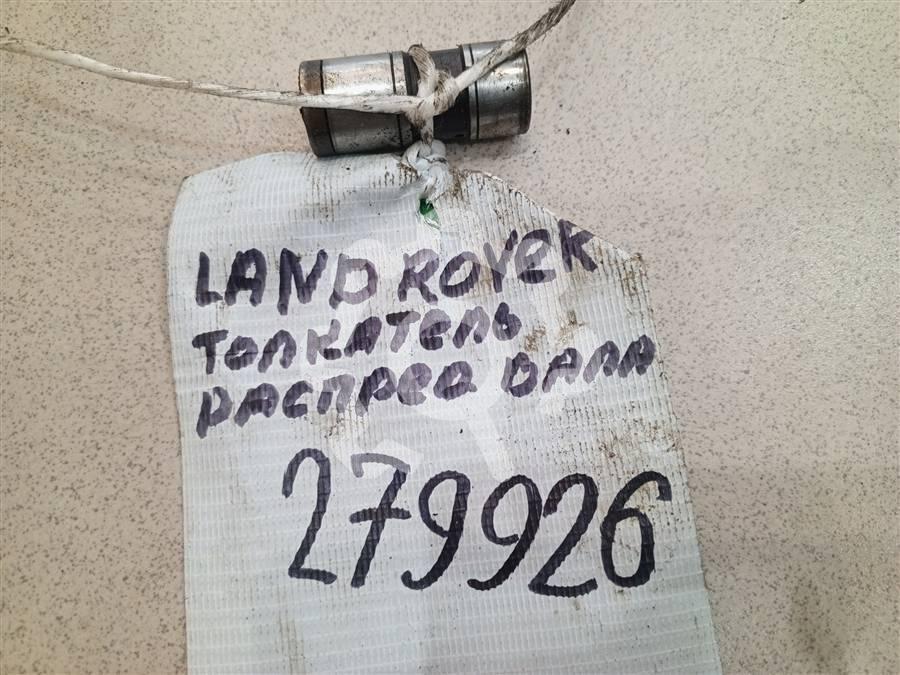 LAND ROVER
ТОЛКАТЕЛЬ
РАСПРЕД ВАЛА
279926